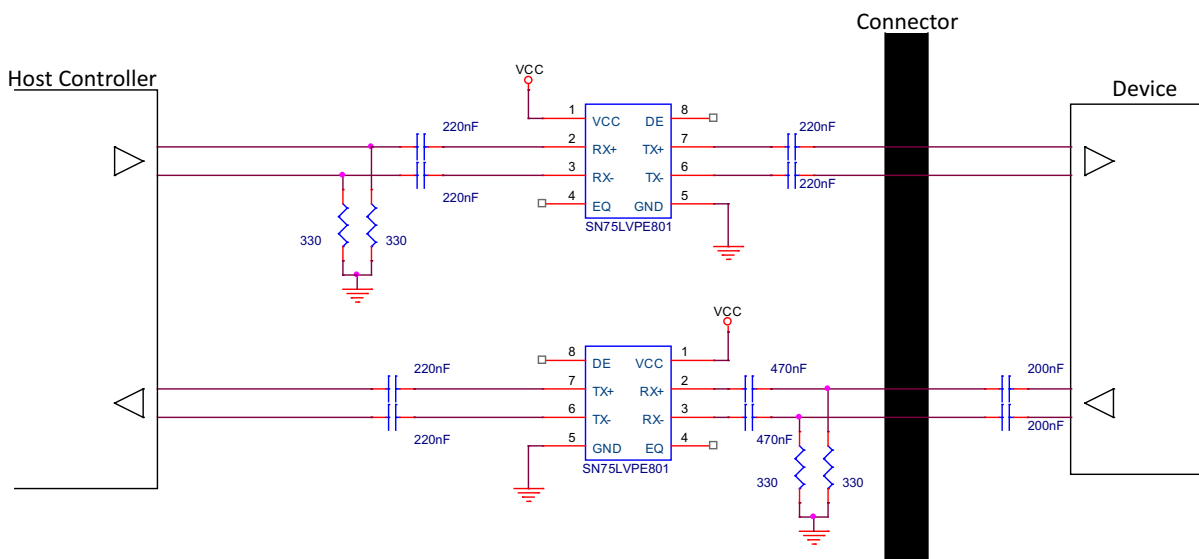 Connector
Host Controller
Device
VCC
220nF
220nF
1
VCC
DE
8
2
RX+
TX+
7
3
RX-
TX-
6
4
EQ
GND
5
220nF
220nF
SN75LVPE801
330
330
VCC
8
DE
VCC
1
220nF
470nF
200nF
7
TX+
RX+
2
6
TX-
RX-
3
5
GND
EQ
4
220nF
470nF
200nF
SN75LVPE801
330
330